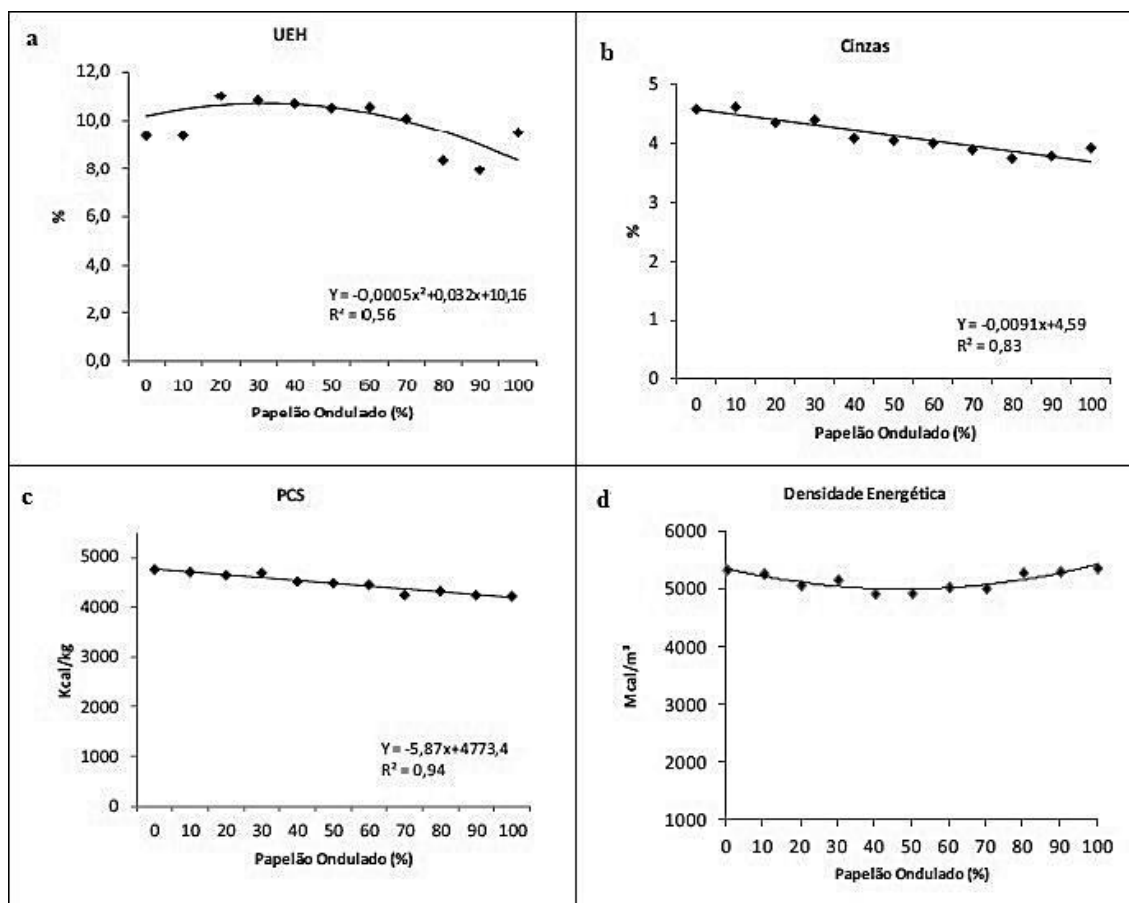 a
UEH
12,0
10,0
8,0
6,0
4,0
2,0
0,0
%
Y = -0,0005x²+0,032x+10,16
R² = 0,56
0 10 20 30 40 50 60 70 80 90 100
Papelão Ondulado (%)
b
Cinzas
5
4
3
2
1
0
%
Y = -0,0091x+4,59
R² = 0,83
0 10 20 30 40 50 60 70 80 90 100
Papelão Ondulado (%)
c
PCS
5000
4000
3000
2000
1000
0
Kcal/kg
Y = -5,87x+4773,4
R² = 0,94
0 10 20 30 40 50 60 70 80 90 100
Papelão Ondulado (%)
d
Densidade Energética
6000
5000
4000
3000
2000
1000
Mcal/m³
0 10 20 30 40 50 60 70 80 90 100
Papelão Ondulado (%)